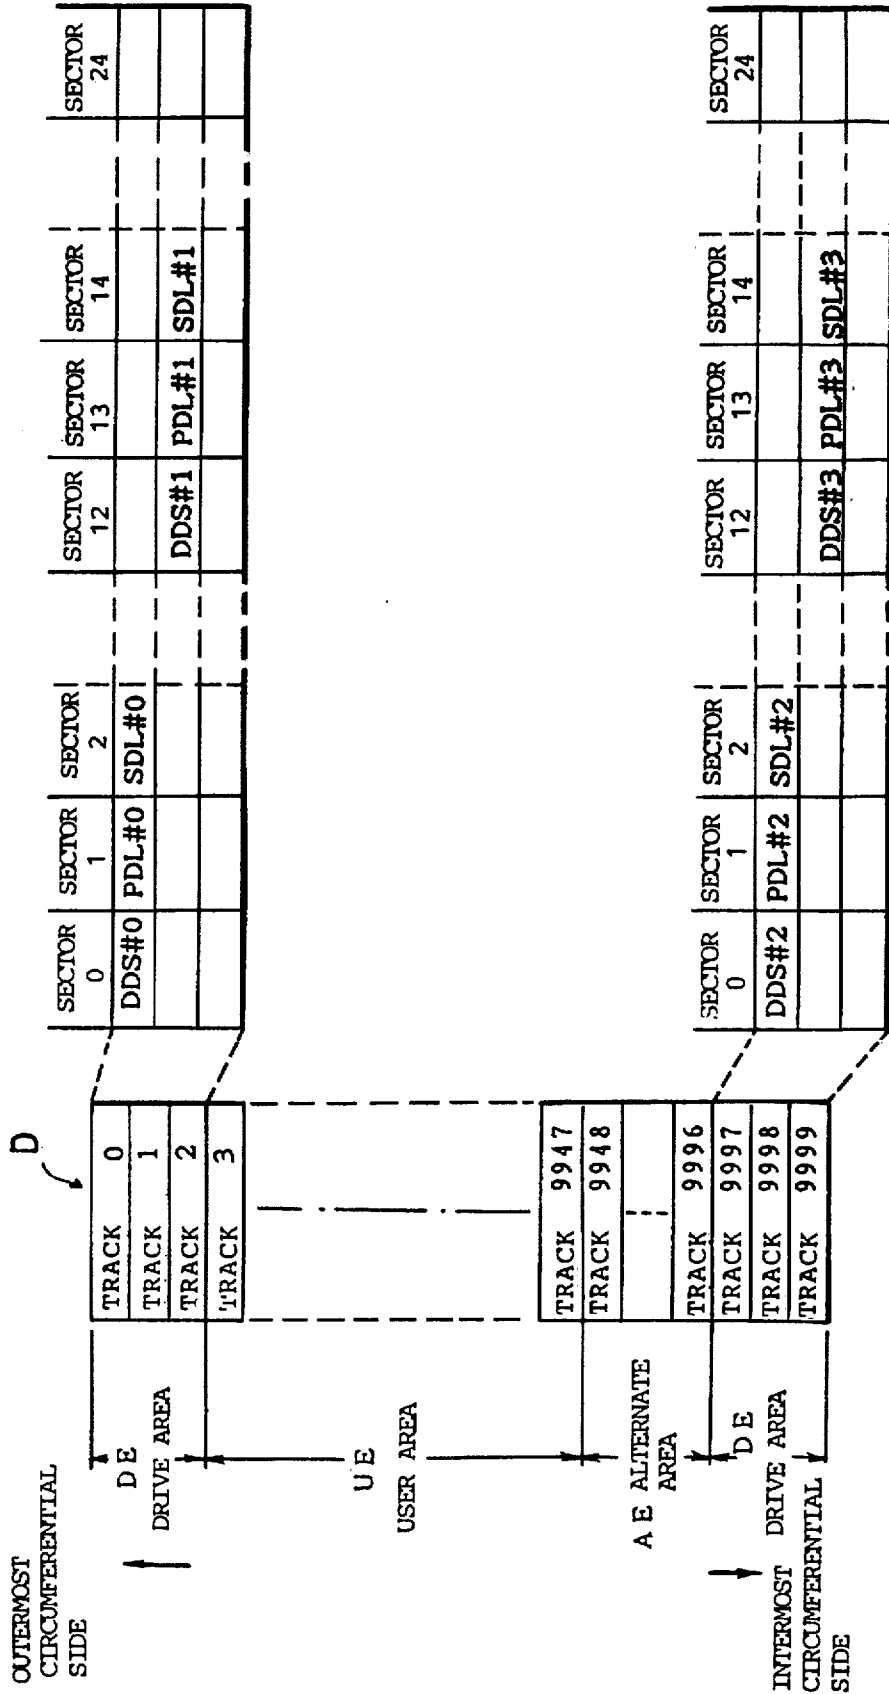 OUTERMOST
CIRCUMFERENTIAL
SIDE
D
DE
DRIVE AREA
UE
USER AREA
AE ALTERNATE
AREA
DE
DRIVE AREA
INTERMOST
CIRCUMFERENTIAL
SIDE
TRACK 0
TRACK 1
TRACK 2
TRACK 3
TRACK 9947
TRACK 9948
TRACK 9996
TRACK 9997
TRACK 9998
TRACK 9999
SECTOR 0
SECTOR 1
SECTOR 2
SECTOR 12
SECTOR 13
SECTOR 14
SECTOR 24
DDS#0 PDL#0 SDL#0
DDS#1 PDL#1 SDL#1
SECTOR 0
SECTOR 1
SECTOR 2
SECTOR 12
SECTOR 13
SECTOR 14
SECTOR 24
DDS#2 PDL#2 SDL#2
DDS#3 PDL#3 SDL#3